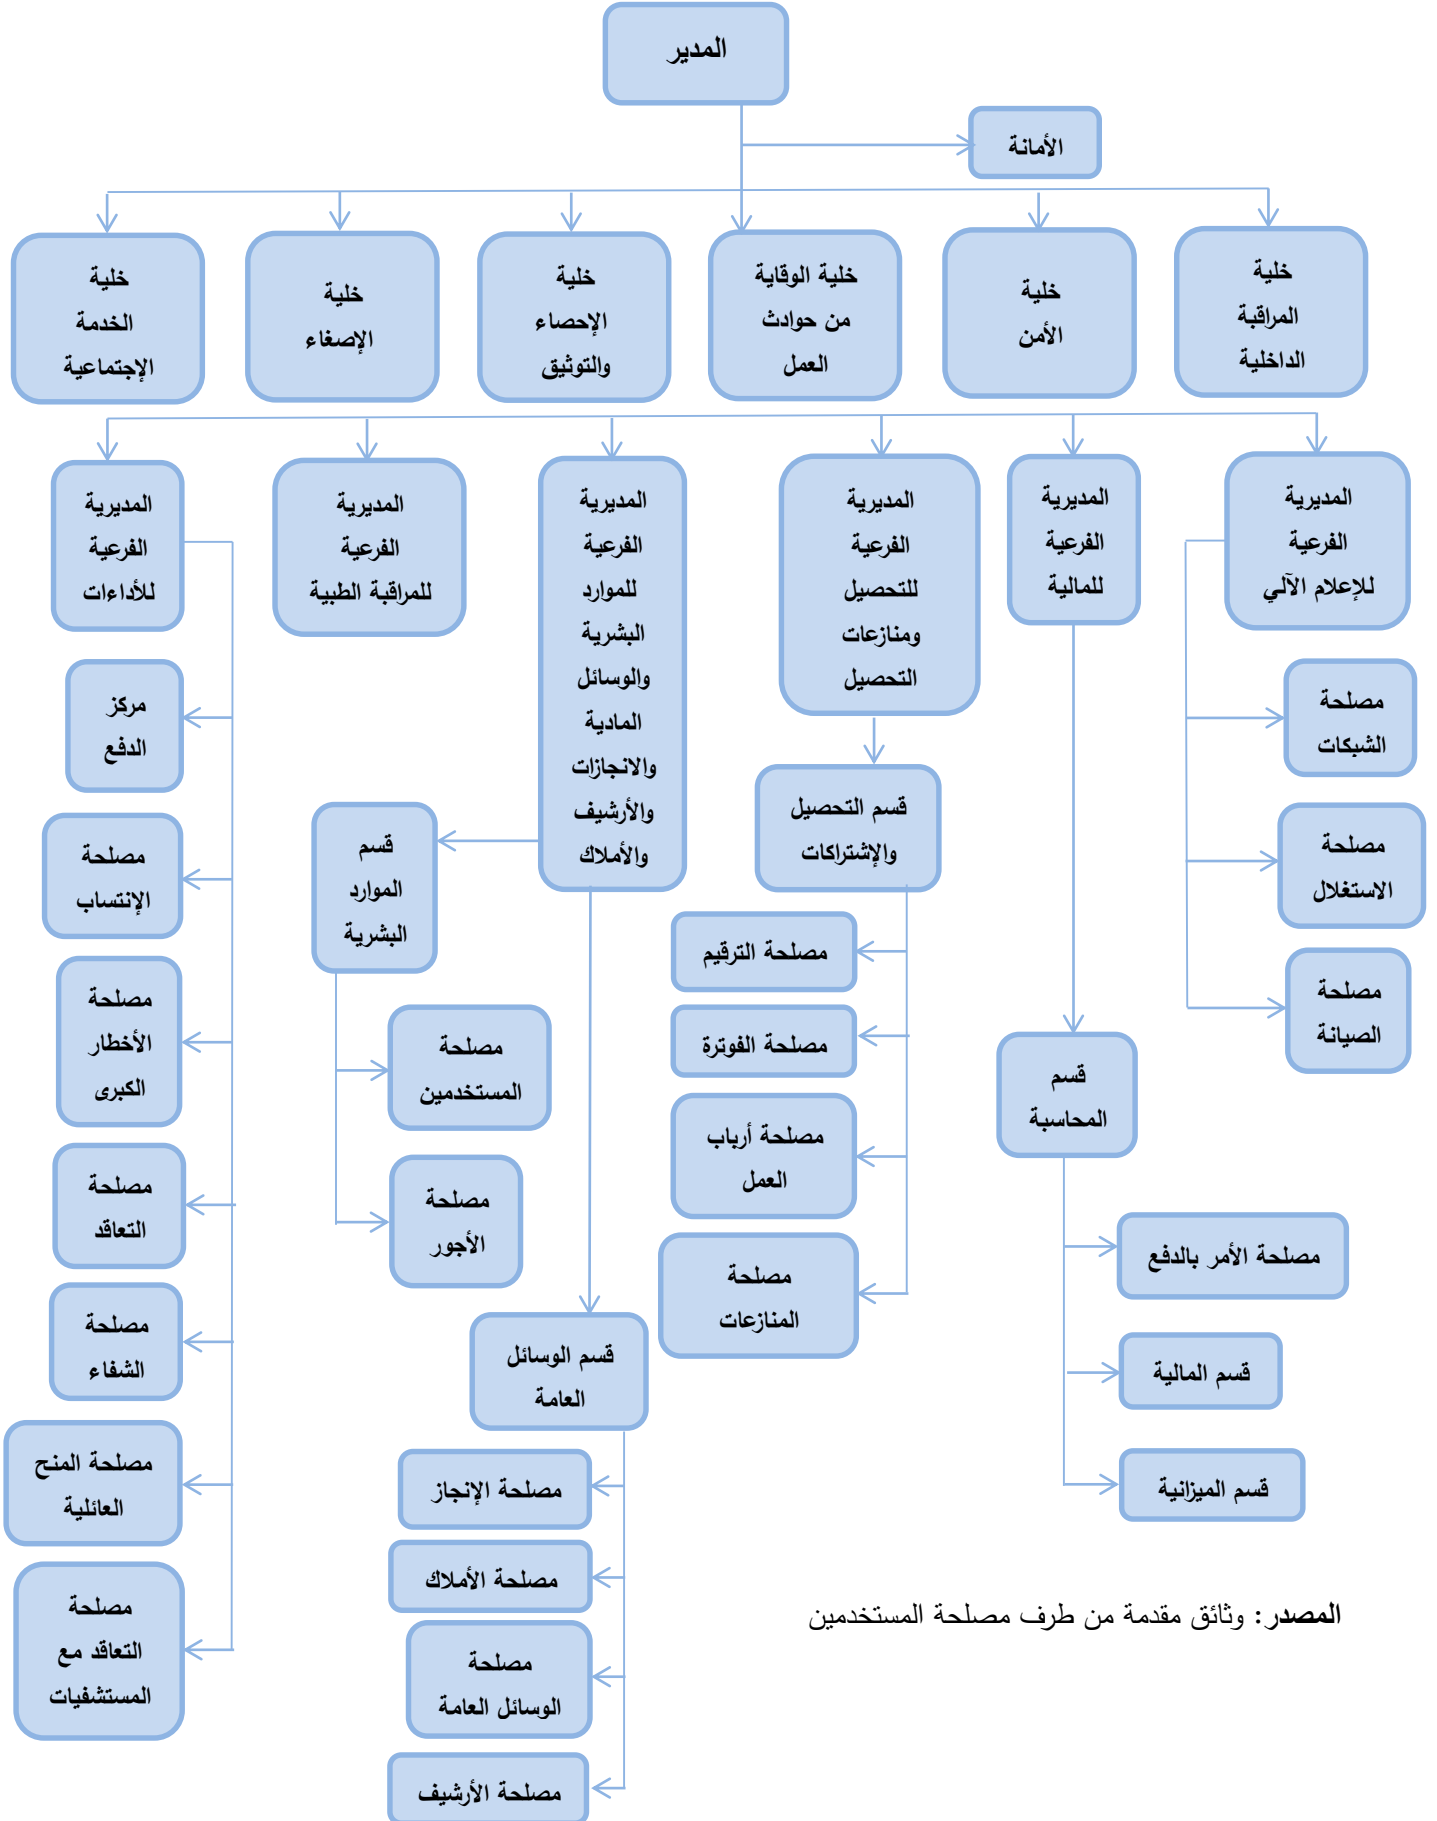 المدير
الأمانة
خلية
المراقبة
الداخلية
خلية
الأمن
خلية الوقاية
من حوادث
العمل
خلية
الإحصاء
والتوثيق
خلية
الإصغاء
خلية
الخدمة
الإجتماعية
المديرية
الفرعية
للإعلام الآلي
المديرية
الفرعية
للمالية
المديرية
الفرعية
للتحصيل
ومنازعات
التحصيل
المديرية
الفرعية
للموارد
البشرية
والوسائل
المادية
والانجازات
والأرشيف
والأملاك
المديرية
الفرعية
للمراقبة الطبية
المديرية
الفرعية
للأداءات
مصلحة
الشبكات
مصلحة
الاستغلال
مصلحة
الصيانة
قسم
المحاسبة
مصلحة الأمر بالدفع
قسم المالية
قسم الميزانية
قسم التحصيل
والإشتراكات
مصلحة الترقيم
مصلحة الفوترة
مصلحة أرباب
العمل
مصلحة
المنازعات
قسم
الموارد
البشرية
مصلحة
المستخدمين
مصلحة
الأجور
قسم الوسائل
العامة
مصلحة الإنجاز
مصلحة الأملاك
مصلحة
الوسائل العامة
مصلحة الأرشيف
مركز
الدفع
مصلحة
الإنتساب
مصلحة
الأخطار
الكبرى
مصلحة
التعاقد
مصلحة
الشفاء
مصلحة المنح
العائلية
مصلحة
التعاقد مع
المستشفيات
المصدر: وثائق مقدمة من طرف مصلحة المستخدمين